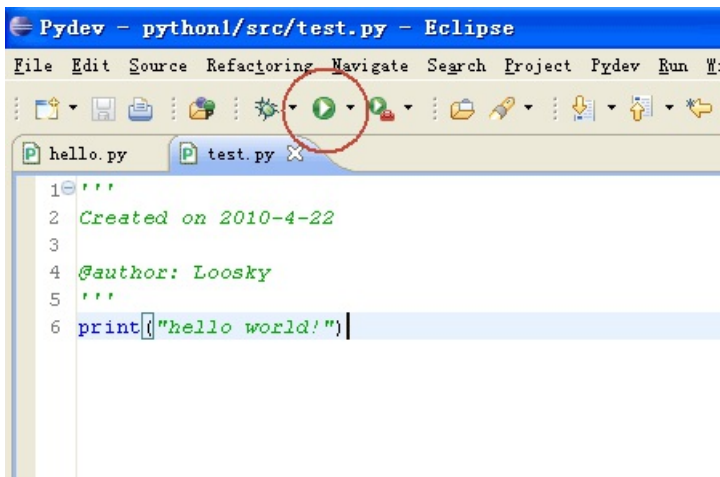 Pydev - python1/src/test.py - Eclipse
File Edit Source Refactoring Navigate Search Project Pydev Run
hello.py test.py
1 '''
2 Created on 2010-4-22
3
4 @author: Loosky
5 '''
6 print("hello world!")